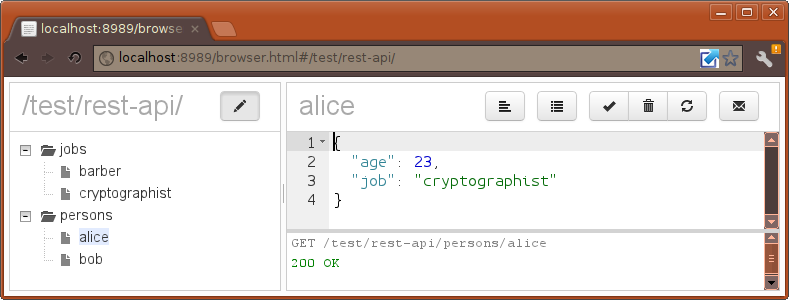 localhost:8989/browse
localhost:8989/browser.html#/test/rest-api/
/test/rest-api/
jobs
barber
cryptographist
persons
alice
bob
alice
1 {
2 "age": 23,
3 "job": "cryptographist"
4 }
GET /test/rest-api/persons/alice
200 OK